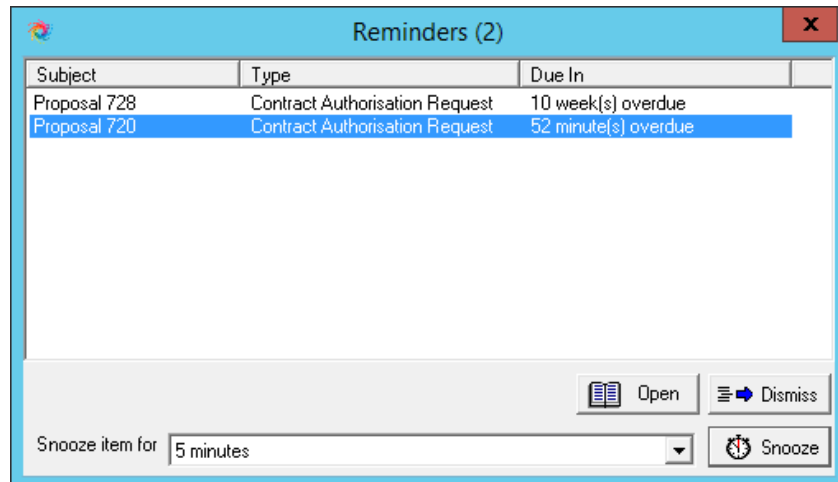 Reminders (2)
x
Subject Type Due In
Proposal 728 Contract Authorisation Request 10 week(s) overdue
Proposal 720 Contract Authorisation Request 52 minute(s) overdue
Open Dismiss
Snooze item for 5 minutes Snooze